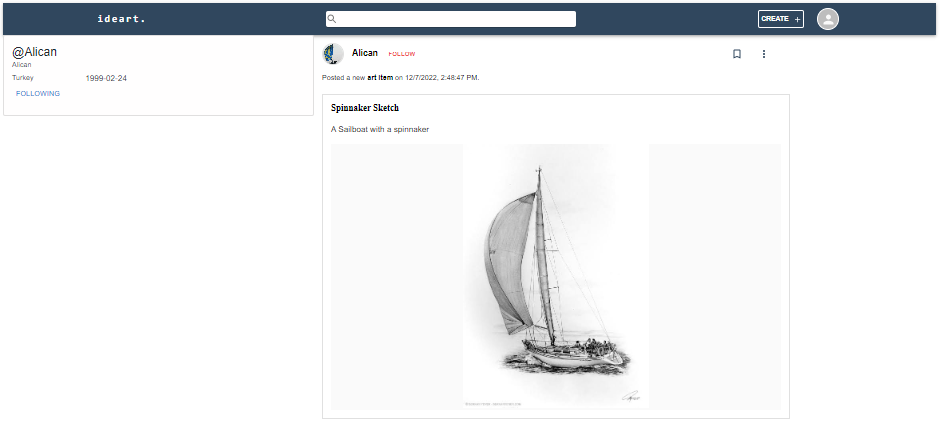 ideart.
CREATE +
@Alican
Alican
Turkey 1999-02-24
FOLLOWING
Alican FOLLOW
Posted a new art item on 12/7/2022, 2:48:47 PM.
Spinnaker Sketch
A Sailboat with a spinnaker